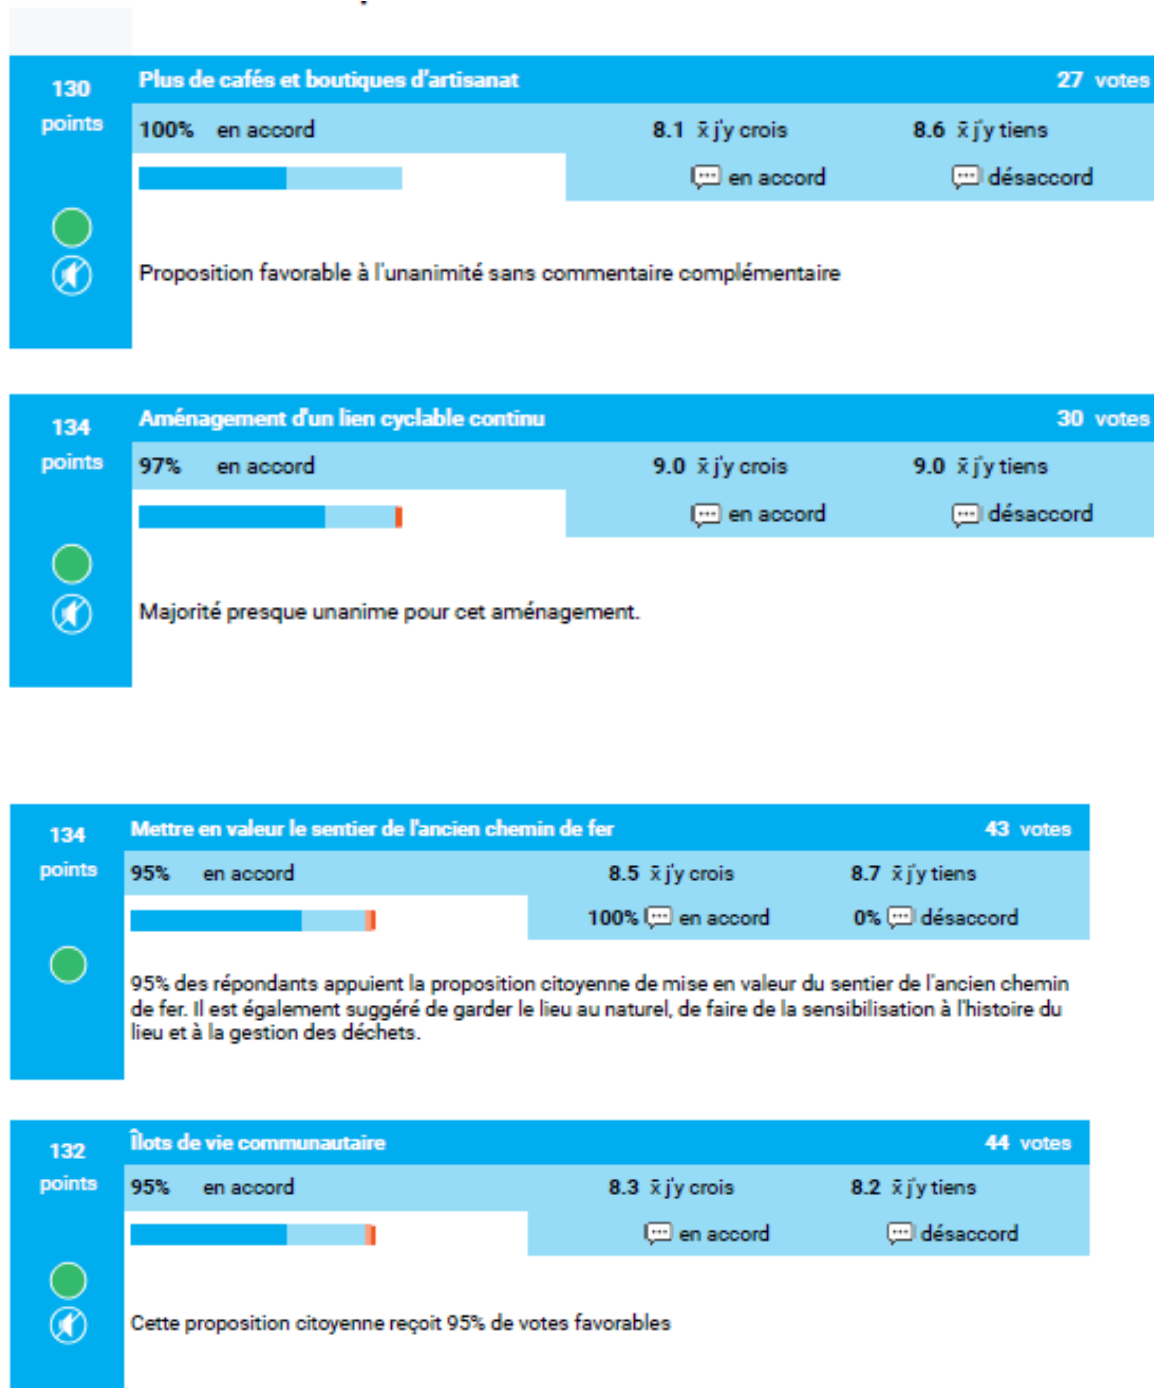 130 points
Plus de cafés et boutiques d'artisanat 27 votes
100% en accord 8.1 x̄ j'y crois 8.6 x̄ j'y tiens
en accord désaccord
Proposition favorable à l'unanimité sans commentaire complémentaire
134 points
Aménagement d'un lien cyclable continu 30 votes
97% en accord 9.0 x̄ j'y crois 9.0 x̄ j'y tiens
en accord désaccord
Majorité presque unanime pour cet aménagement.
134 points
Mettre en valeur le sentier de l'ancien chemin de fer 43 votes
95% en accord 8.5 x̄ j'y crois 8.7 x̄ j'y tiens
100% en accord 0% désaccord
95% des répondants appuient la proposition citoyenne de mise en valeur du sentier de l'ancien chemin
de fer. Il est également suggéré de garder le lieu au naturel, de faire de la sensibilisation à l'histoire du
lieu et à la gestion des déchets.
132 points
Îlots de vie communautaire 44 votes
95% en accord 8.3 x̄ j'y crois 8.2 x̄ j'y tiens
en accord désaccord
Cette proposition citoyenne reçoit 95% de votes favorables